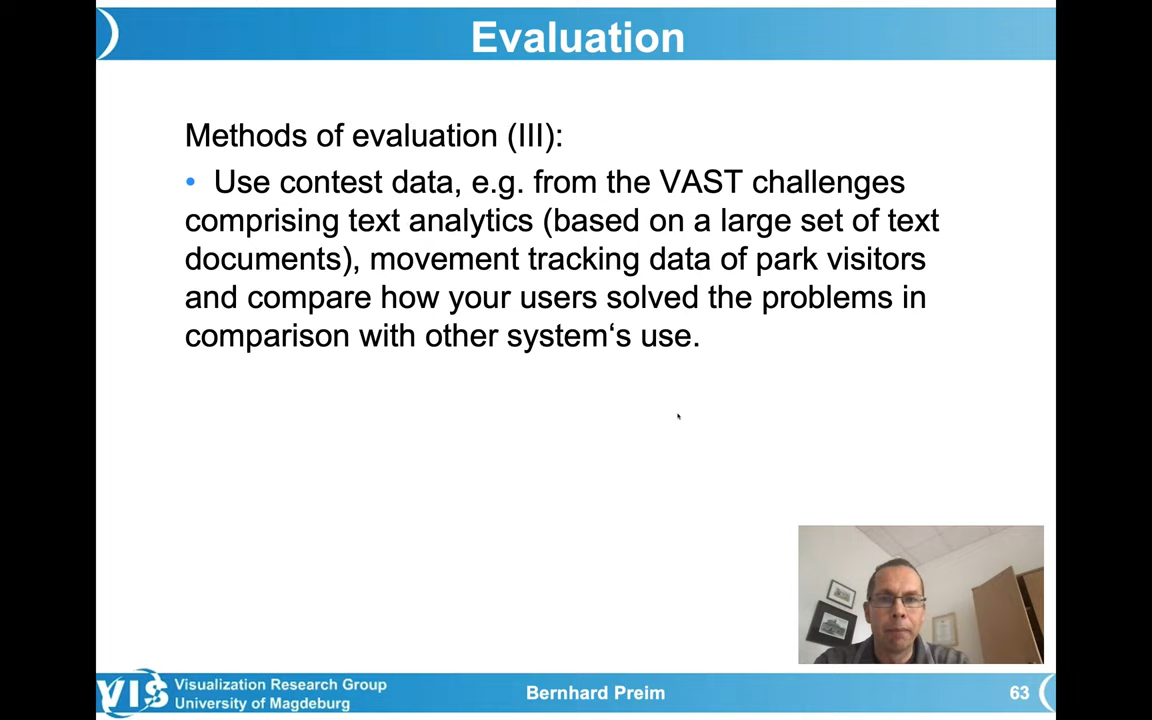 Evaluation
Methods of evaluation (III):
• Use contest data, e.g. from the VAST challenges
comprising text analytics (based on a large set of text
documents), movement tracking data of park visitors
and compare how your users solved the problems in
comparison with other system‘s use.
VIS
Visualization Research Group
University of Magdeburg
Bernhard Preim
63